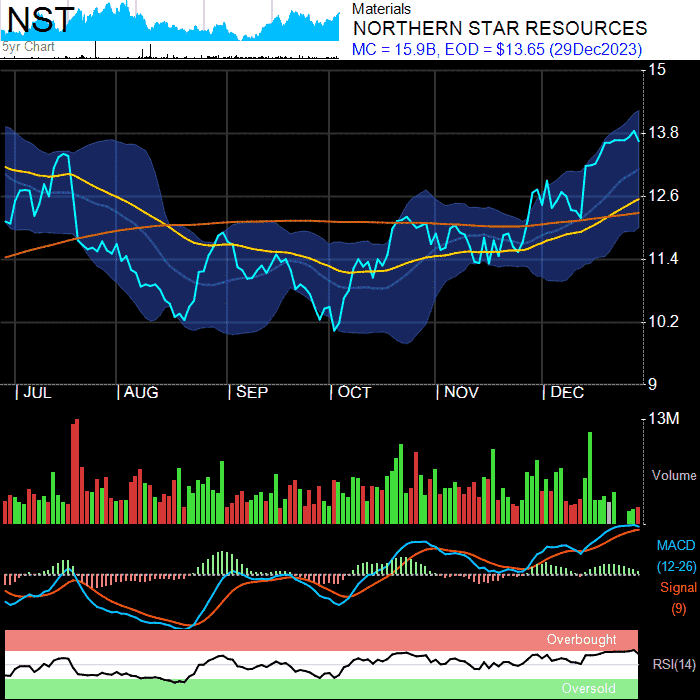 NST
5yr Chart
Materials
NORTHERN STAR RESOURCES
MC = 15.9B, EOD = $13.65 (29Dec2023)
15
13.8
12.6
11.4
10.2
9
JUL AUG SEP OCT NOV DEC
13M
Volume
MACD
(12-26)
Signal
(9)
Overbought
RSI(14)
Oversold